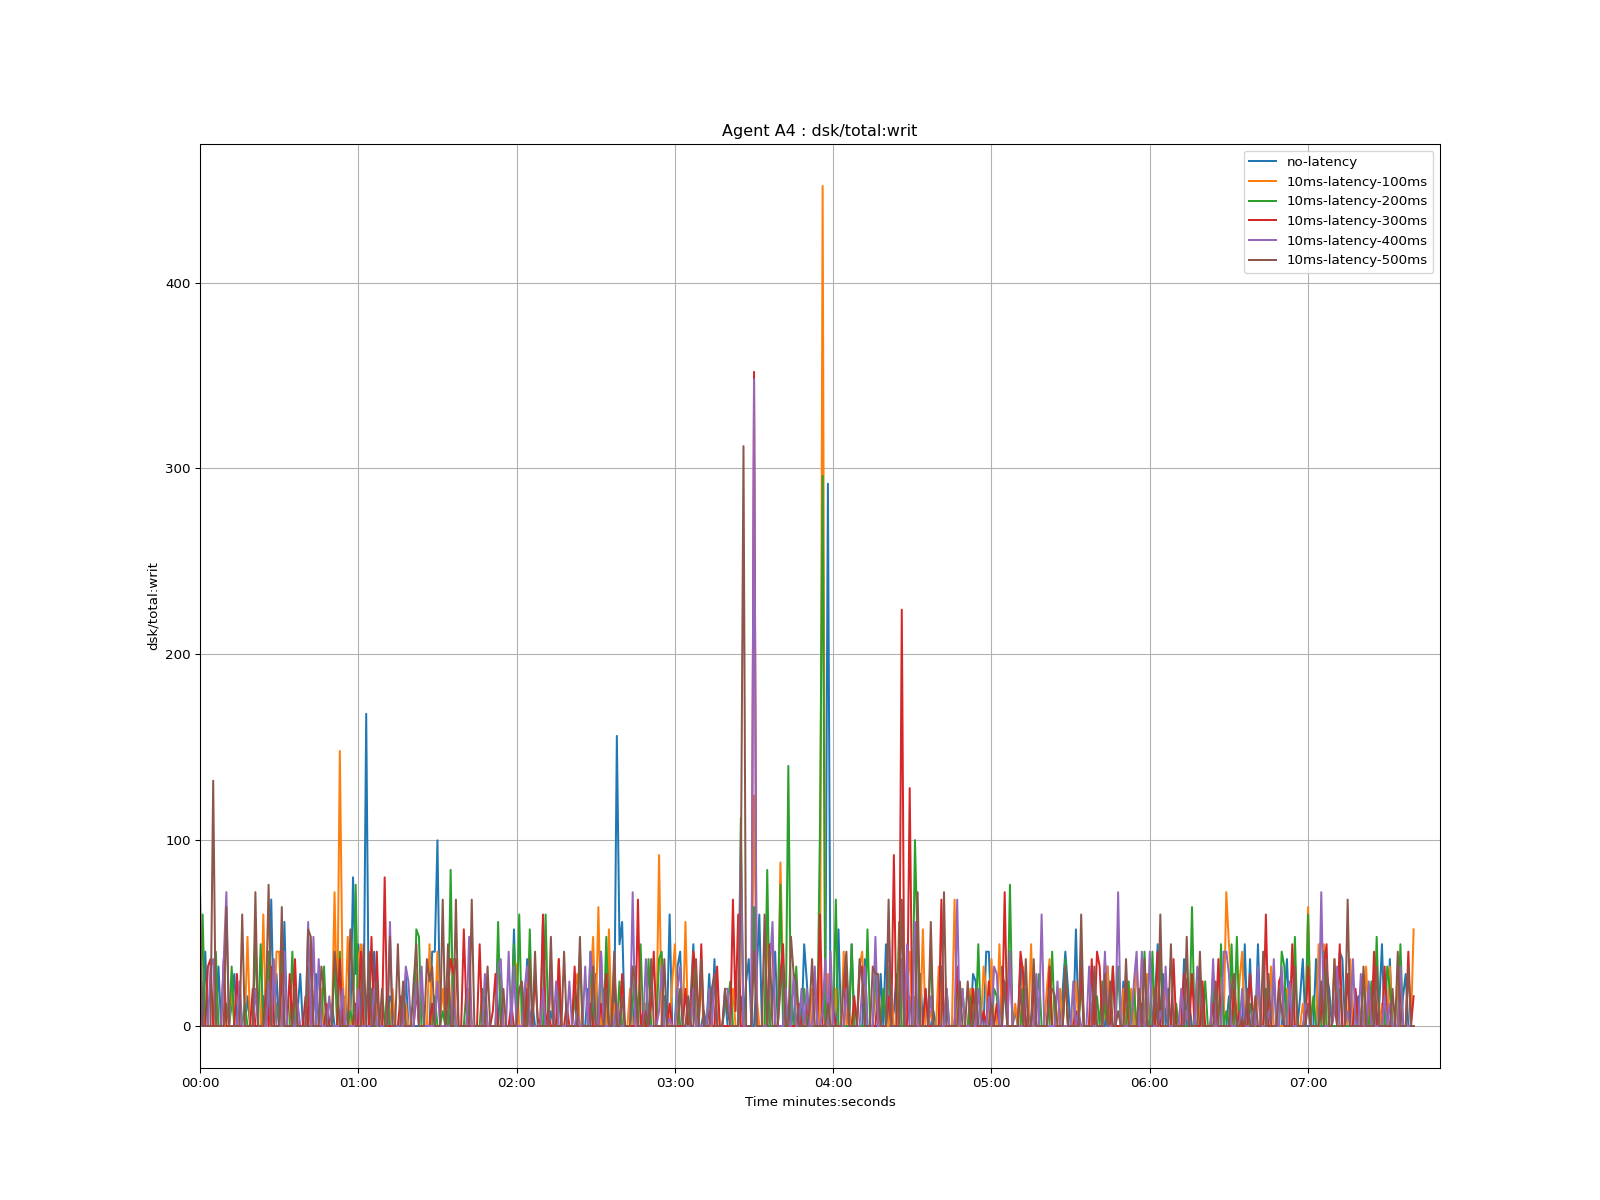 Agent A4 : dsk/total:writ
no-latency
10ms-latency-100ms
10ms-latency-200ms
10ms-latency-300ms
10ms-latency-400ms
10ms-latency-500ms
dsk/total:writ
400
300
200
100
0
00:00 01:00 02:00 03:00 04:00 05:00 06:00 07:00
Time minutes:seconds